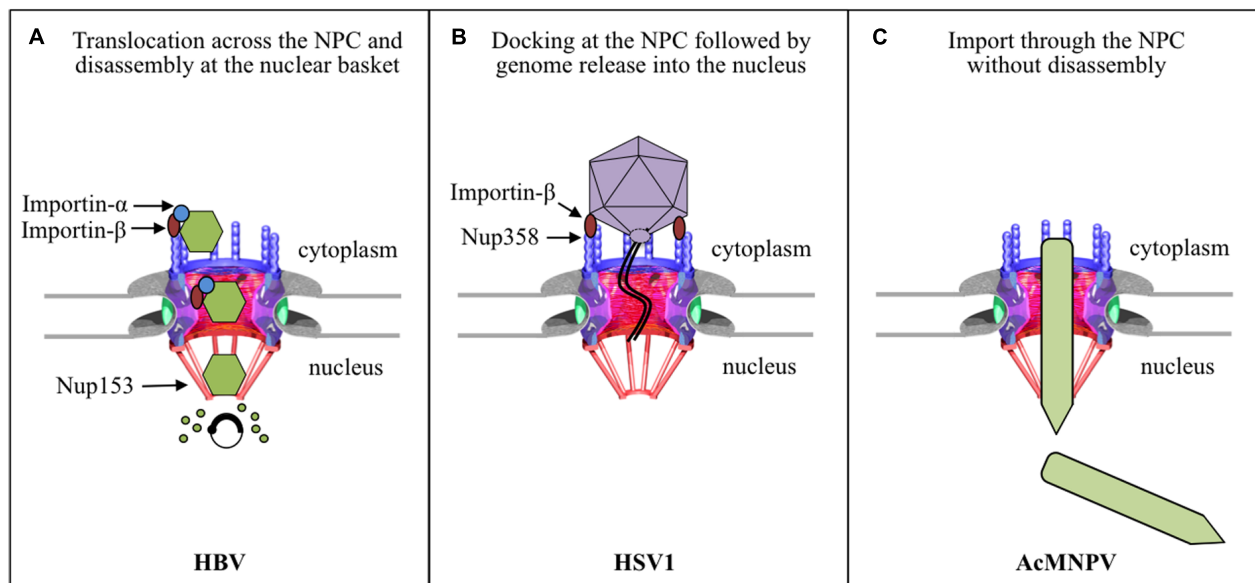 A
Translocation across the NPC and
disassembly at the nuclear basket
Importin-α
Importin-β
cytoplasm
Nup153
nucleus
HBV
B
Docking at the NPC followed by
genome release into the nucleus
Importin-β
Nup358
cytoplasm
nucleus
HSV1
C
Import through the NPC
without disassembly
cytoplasm
nucleus
AcMNPV